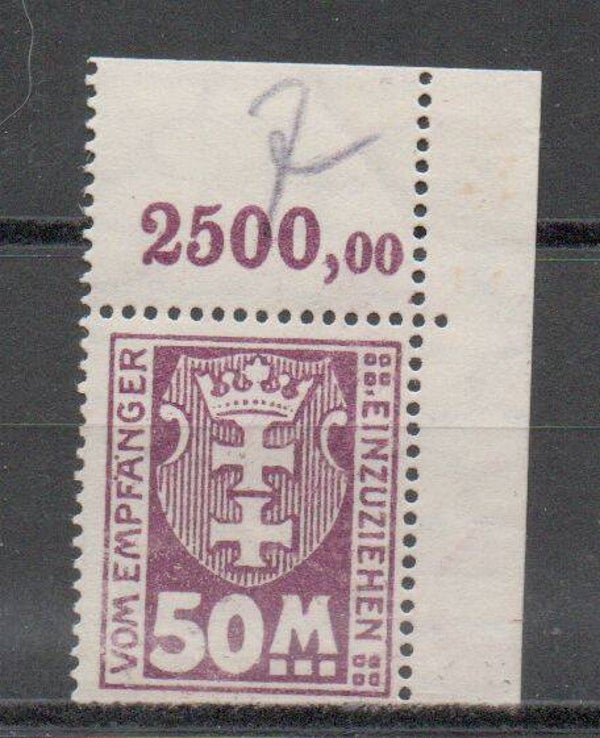 2500,00
VOM EMPFÄNGER
EINZUZIEHEN
50 M